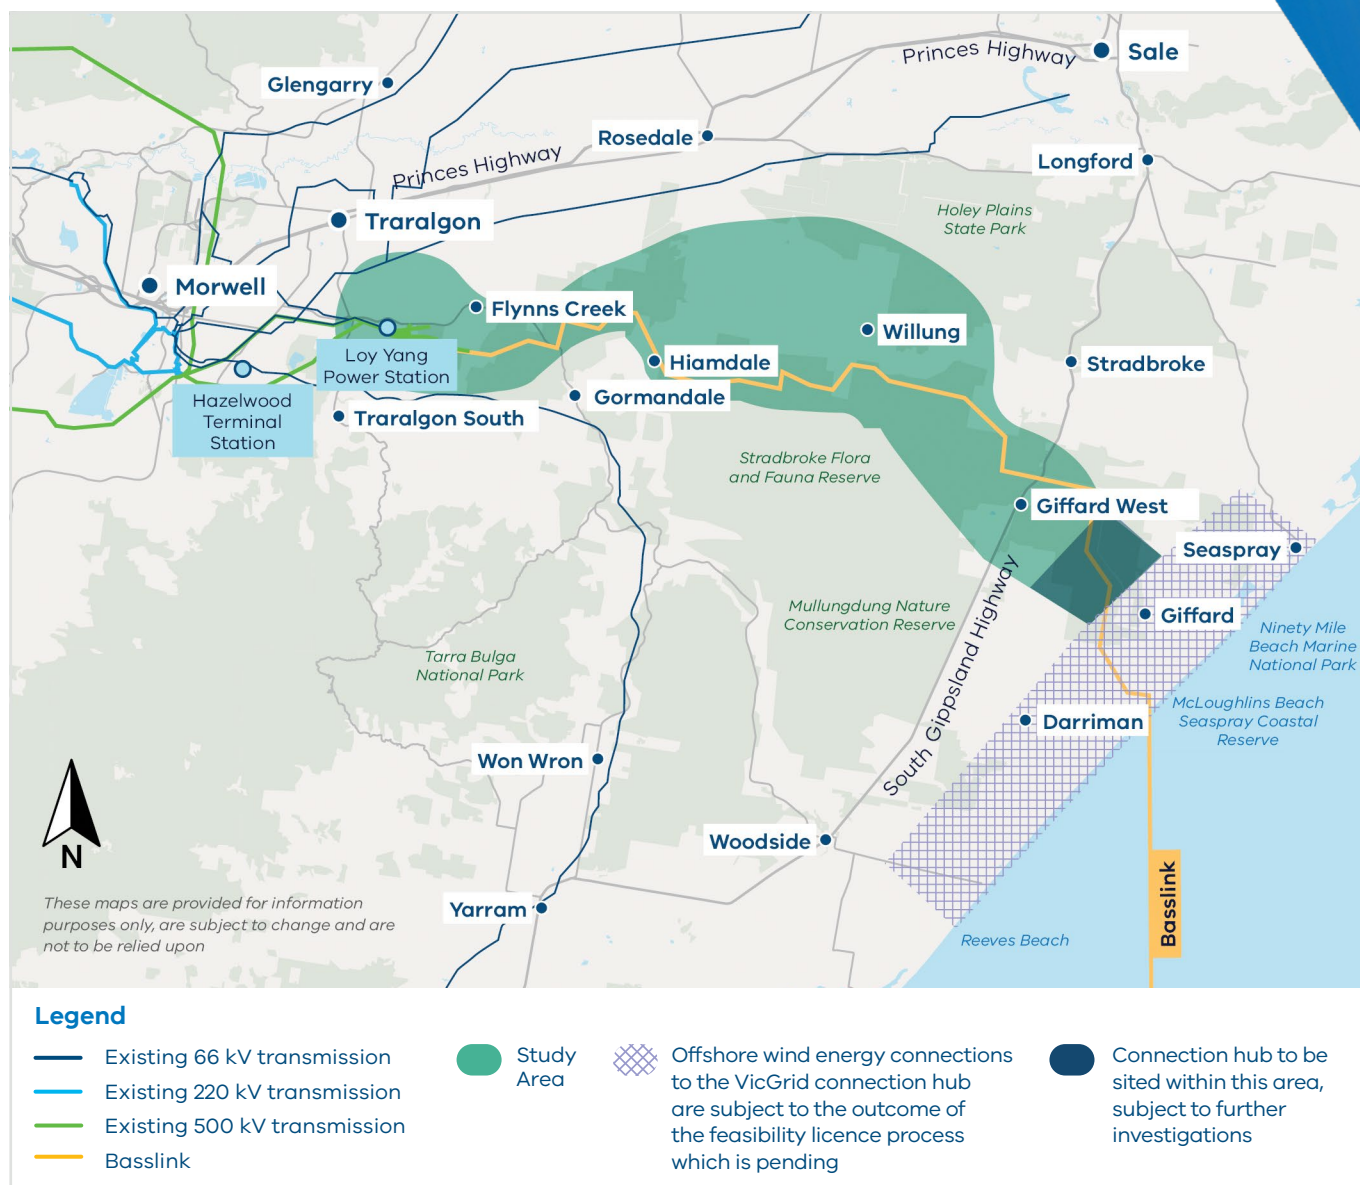 Princes Highway
Sale
Glengarry
Rosedale
Longford
Princes Highway
Traralgon
Holey Plains
State Park
Morwell
Flynns Creek
Willung
Loy Yang
Power Station
Hiamdale
Stradbroke
Hazelwood
Terminal
Station
Gormandale
Traralgon South
Stradbroke Flora
and Fauna Reserve
Giffard West
Seaspray
Mullungdung Nature
Conservation Reserve
South Gippsland Highway
Giffard
Ninety Mile
Beach Marine
National Park
Tarra Bulga
National Park
McLoughlins Beach
Seaspray Coastal
Reserve
Darriman
Won Wron
Woodside
N
Basslink
Yarram
These maps are provided for information
purposes only, are subject to change and are
not to be relied upon
Reeves Beach
Legend
Existing 66 kV transmission
Existing 220 kV transmission
Existing 500 kV transmission
Basslink
Study
Area
Offshore wind energy connections
to the VicGrid connection hub
are subject to the outcome of
the feasibility licence process
which is pending
Connection hub to be
sited within this area,
subject to further
investigations